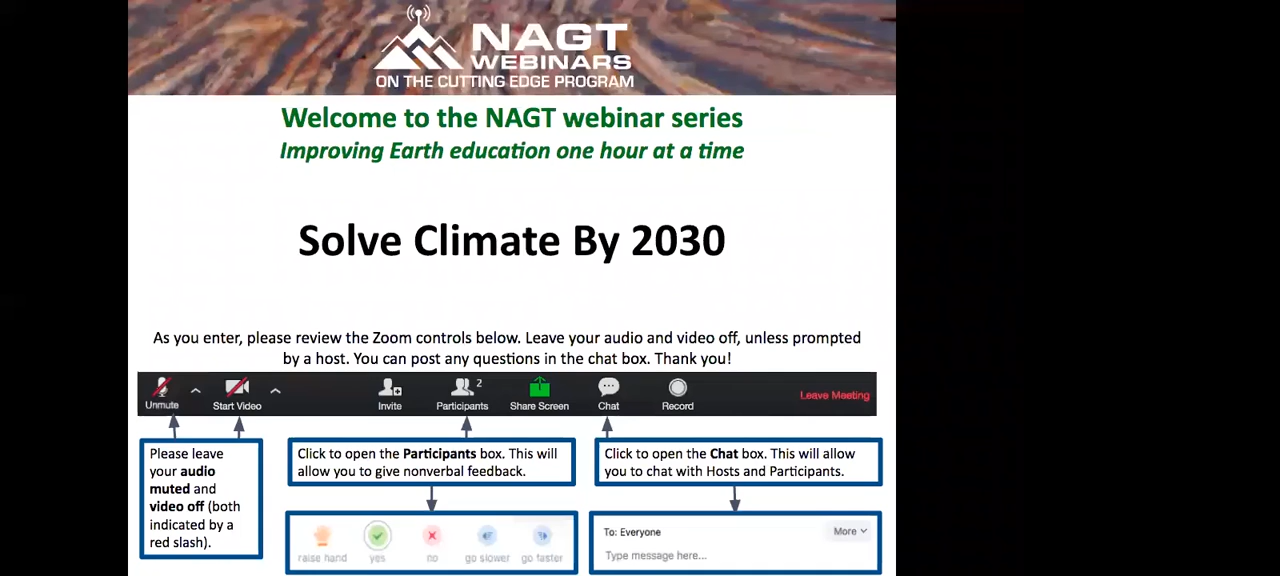 NAGT
WEBINARS
ON THE CUTTING EDGE PROGRAM
Welcome to the NAGT webinar series
Improving Earth education one hour at a time
Solve Climate By 2030
As you enter, please review the Zoom controls below. Leave your audio and video off, unless prompted
by a host. You can post any questions in the chat box. Thank you!
Unmute
Start Video
Invite
Participants 2
Share Screen
Chat
Record
Leave Meeting
Please leave
your audio
muted and
video off (both
indicated by a
red slash).
Click to open the Participants box. This will
allow you to give nonverbal feedback.
Click to open the Chat box. This will allow
you to chat with Hosts and Participants.
raise hand
yes
no
go slower
go faster
To: Everyone
More
Type message here...